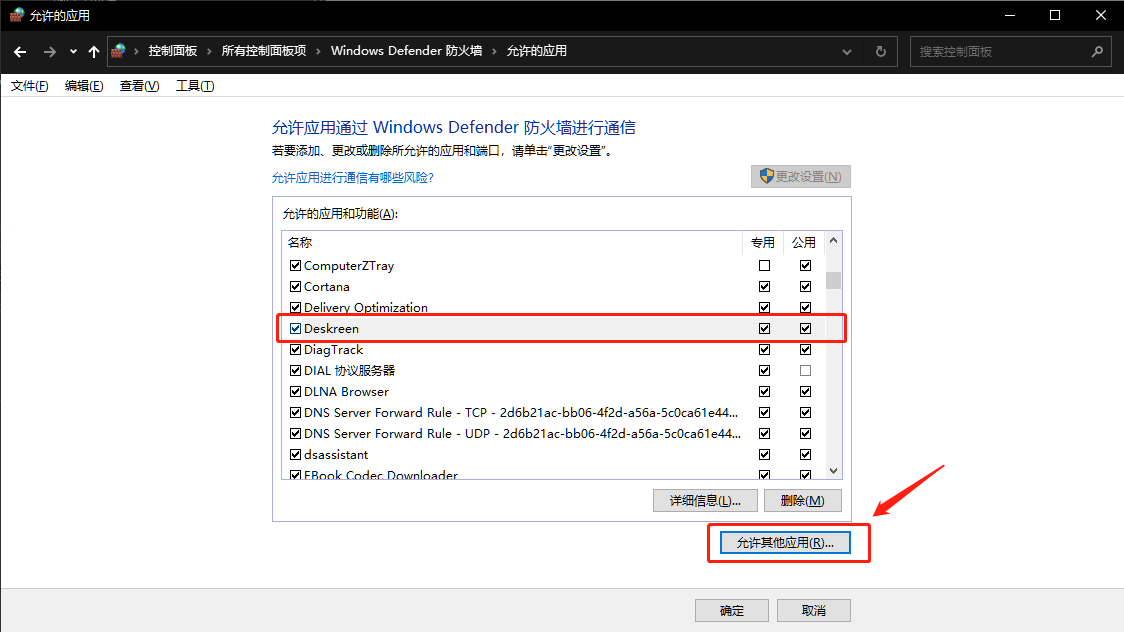 允许的应用
控制面板 › 所有控制面板项 › Windows Defender 防火墙 › 允许的应用
搜索控制面板
文件(F) 编辑(E) 查看(V) 工具(T)
允许应用通过 Windows Defender 防火墙进行通信
若要添加、更改或删除所允许的应用和端口，请单击"更改设置"。
允许应用进行通信有哪些风险?
更改设置(N)
允许的应用和功能(A):
名称 专用 公用
ComputerZTray
Cortana
Delivery Optimization
Deskreen
DiagTrack
DIAL 协议服务器
DLNA Browser
DNS Server Forward Rule - TCP - 2d6b21ac-bb06-4f2d-a56a-5c0ca61e44...
DNS Server Forward Rule - UDP - 2d6b21ac-bb06-4f2d-a56a-5c0ca61e44...
dsassistant
EBook Codec Downloader
详细信息(L)... 删除(M)
允许其他应用(R)...
确定 取消